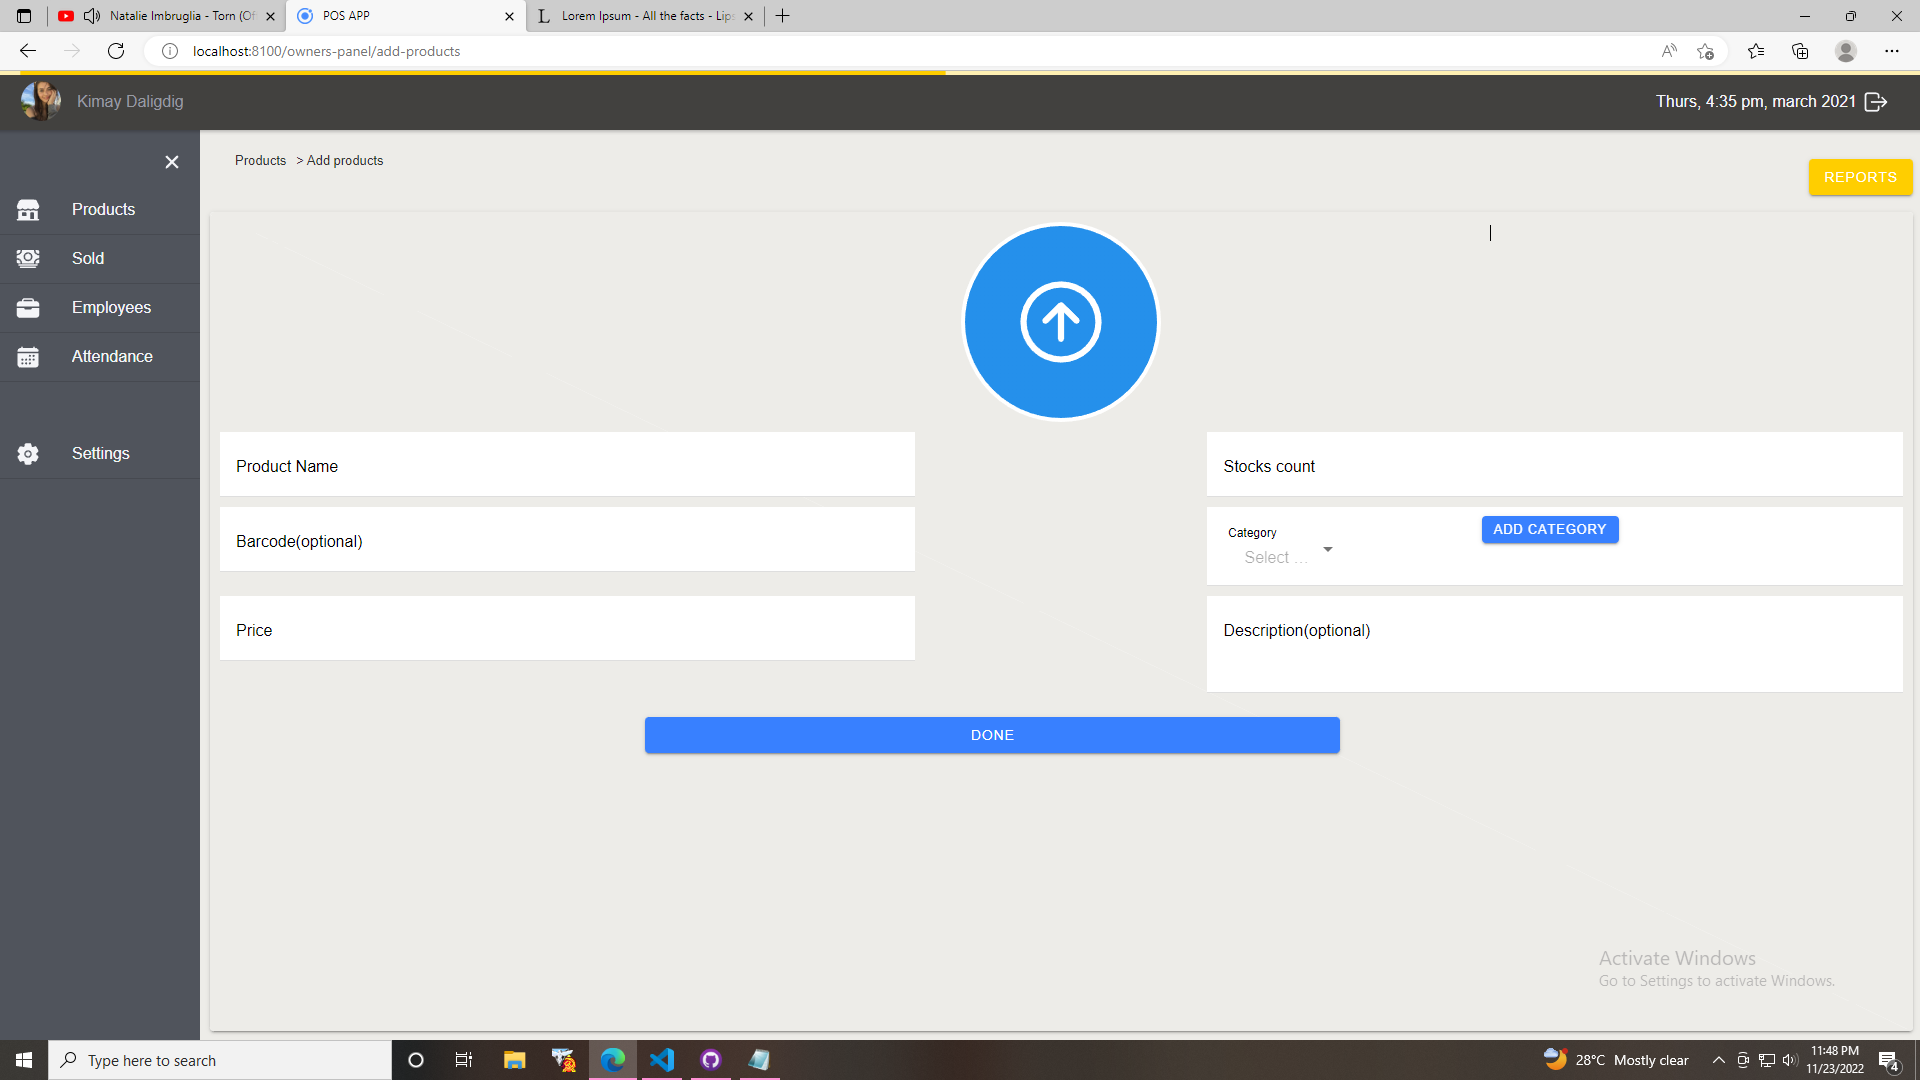 Natalie Imbruglia - Torn (Of
POS APP
Lorem Ipsum - All the facts - Lips
localhost:8100/owners-panel/add-products
Kimay Daligdig
Thurs, 4:35 pm, march 2021
Products > Add products
REPORTS
Products
Sold
Employees
Attendance
Settings
Product Name
Stocks count
Barcode(optional)
Category
Select ...
ADD CATEGORY
Price
Description(optional)
DONE
Activate Windows
Go to Settings to activate Windows.
Type here to search
28°C Mostly clear
11:48 PM
11/23/2022
4